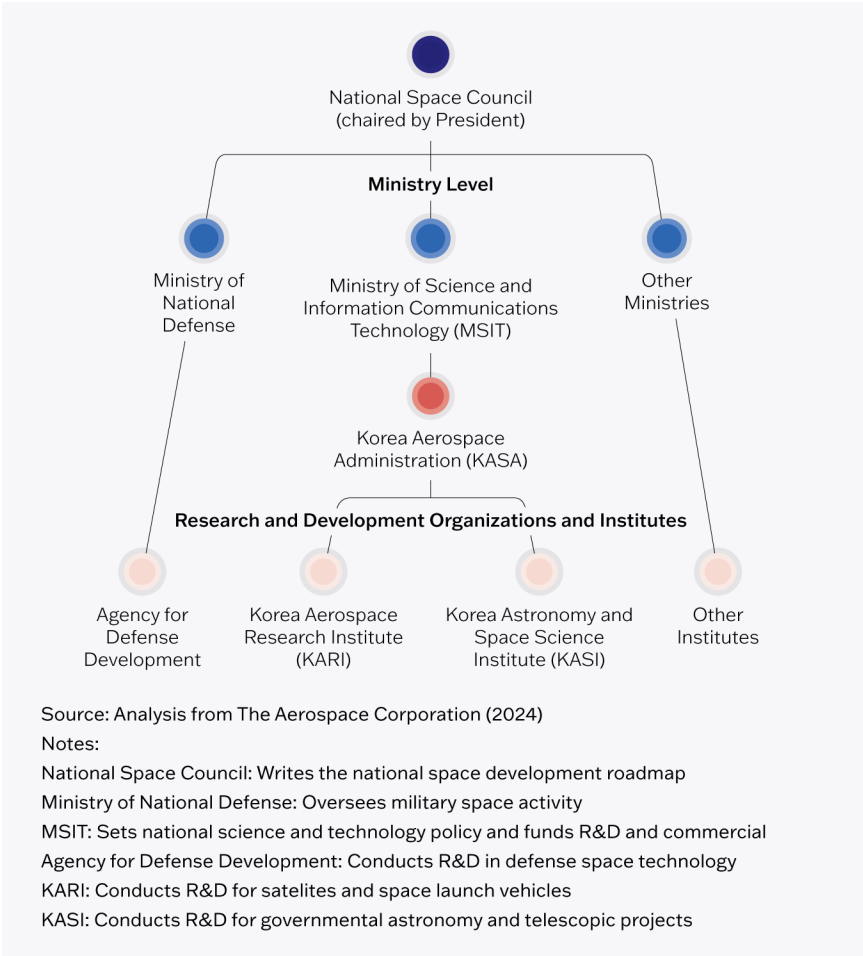 National Space Council
(chaired by President)
Ministry Level
Ministry of
National
Defense
Ministry of Science and
Information Communications
Technology (MSIT)
Other
Ministries
Korea Aerospace
Administration (KASA)
Research and Development Organizations and Institutes
Agency for
Defense
Development
Korea Aerospace
Research Institute
(KARI)
Korea Astronomy and
Space Science
Institute (KASI)
Other
Institutes
Source: Analysis from The Aerospace Corporation (2024)
Notes:
National Space Council: Writes the national space development roadmap
Ministry of National Defense: Oversees military space activity
MSIT: Sets national science and technology policy and funds R&D and commercial
Agency for Defense Development: Conducts R&D in defense space technology
KARI: Conducts R&D for satelites and space launch vehicles
KASI: Conducts R&D for governmental astronomy and telescopic projects